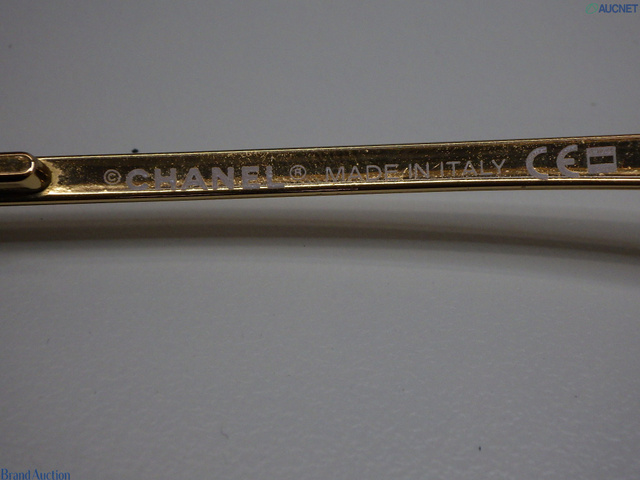 AUCNET
©CHANEL® MADE IN ITALY CE
Brand Auction